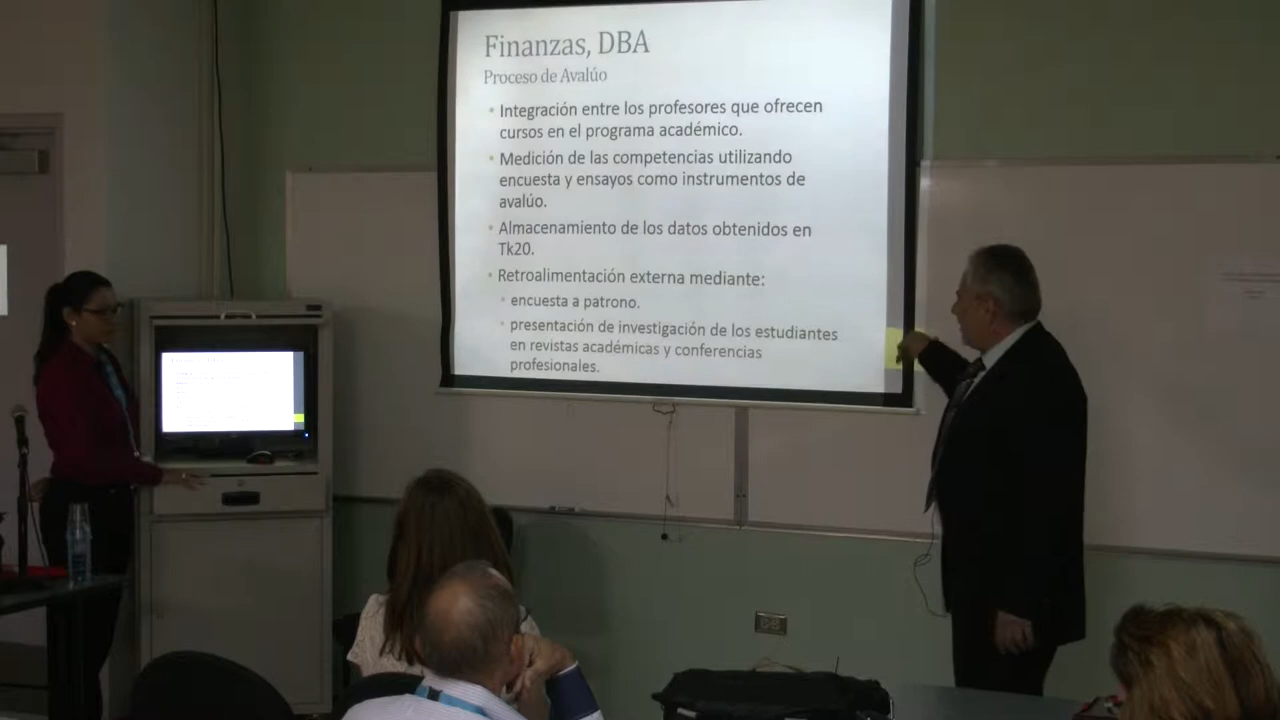 Finanzas, DBA
Proceso de Avalúo
• Integración entre los profesores que ofrecen
cursos en el programa académico.
• Medición de las competencias utilizando
encuesta y ensayos como instrumentos de
avalúo.
• Almacenamiento de los datos obtenidos en
Tk20.
• Retroalimentación externa mediante:
• encuesta a patrono.
• presentación de investigación de los estudiantes
en revistas académicas y conferencias
profesionales.